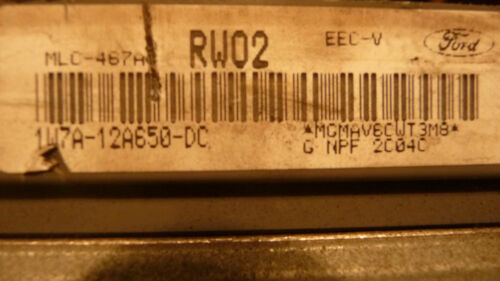 MLC-467A RW02 EEC-V Ford
1W7A-12A650-DC *MGMAV6CWT3M8*
G NPF 2C04C